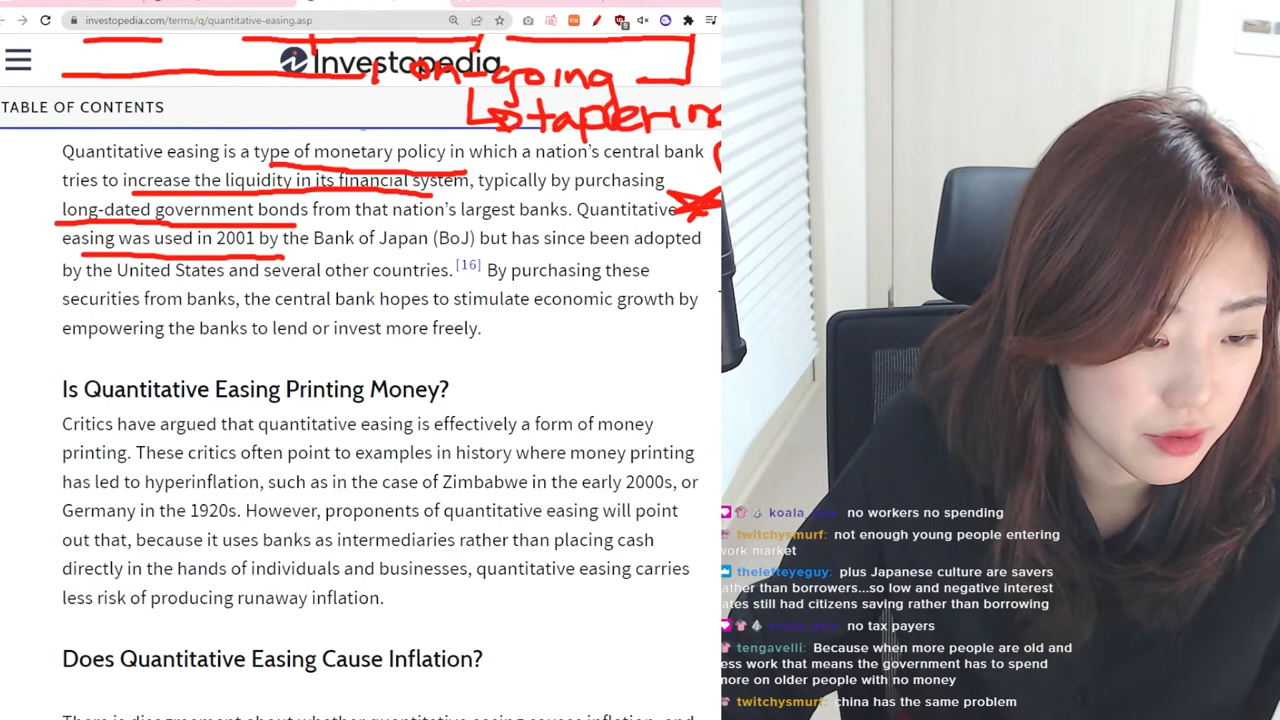 investopedia.com/terms/q/quantitative-easing.asp
Investopedia
on-going
tapering
TABLE OF CONTENTS
Quantitative easing is a type of monetary policy in which a nation’s central bank
tries to increase the liquidity in its financial system, typically by purchasing
long-dated government bonds from that nation’s largest banks. Quantitative
easing was used in 2001 by the Bank of Japan (BoJ) but has since been adopted
by the United States and several other countries. [16] By purchasing these
securities from banks, the central bank hopes to stimulate economic growth by
empowering the banks to lend or invest more freely.
Is Quantitative Easing Printing Money?
Critics have argued that quantitative easing is effectively a form of money
printing. These critics often point to examples in history where money printing
has led to hyperinflation, such as in the case of Zimbabwe in the early 2000s, or
Germany in the 1920s. However, proponents of quantitative easing will point
out that, because it uses banks as intermediaries rather than placing cash
directly in the hands of individuals and businesses, quantitative easing carries
less risk of producing runaway inflation.
Does Quantitative Easing Cause Inflation?
no workers no spending
twitchysmurf: not enough young people entering
work market
thelefteyeguy: plus Japanese culture are savers
rather than borrowers...so low and negative interest
rates still had citizens saving rather than borrowing
no tax payers
tengavelli: Because when more people are old and
less work that means the government has to spend
more on older people with no money
twitchysmurf: china has the same problem